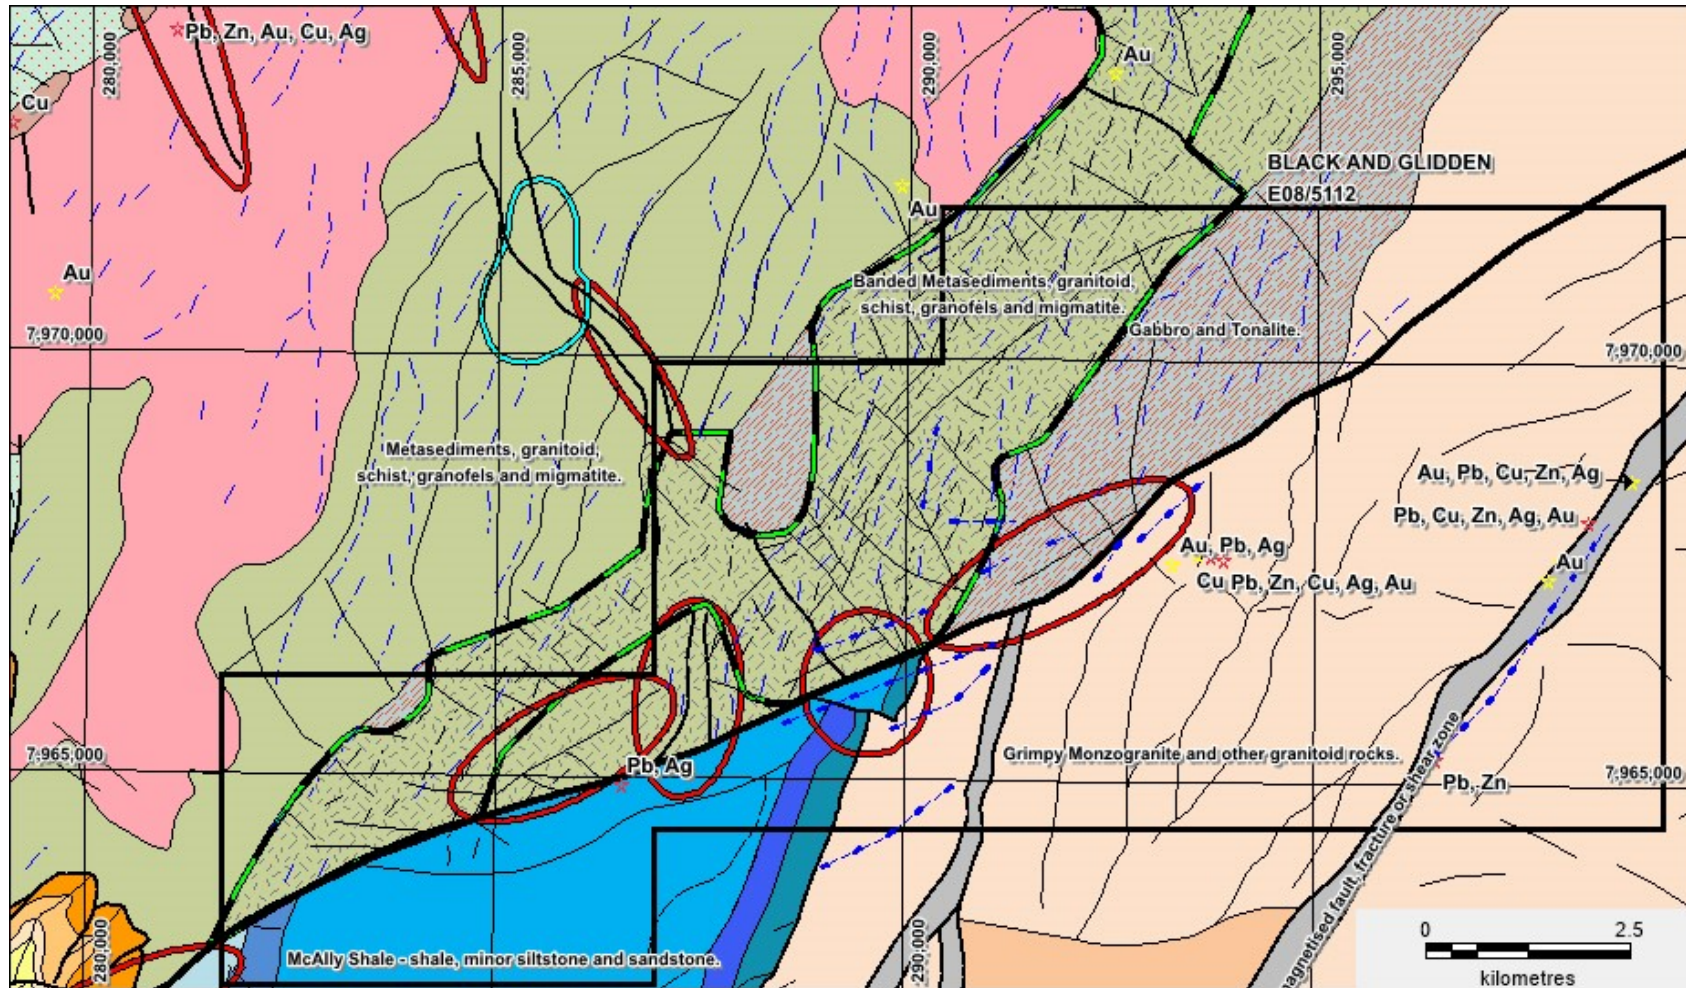 Pb, Zn, Au, Cu, Ag
280,000
285,000
290,000
295,000
Au
Cu
BLACK AND GLIDDEN
E08/5112
Au
Au
Banded Metasediments, granitoid,
schist, granofels and migmatite.
Gabbro and Tonalite.
7,970,000
7,970,000
Metasediments, granitoid,
schist, granofels and migmatite.
Au, Pb, Cu, Zn, Ag
Pb, Cu, Zn, Ag, Au
Au, Pb, Ag
Au
Cu
Pb, Zn, Cu, Ag, Au
7,965,000
Pb, Ag
Grimpy Monzogranite and other granitoid rocks.
7,965,000
Pb, Zn
fault, fracture or shear zone
280,000
290,000
McAlly Shale - shale, minor siltstone and sandstone.
0 2.5
kilometres